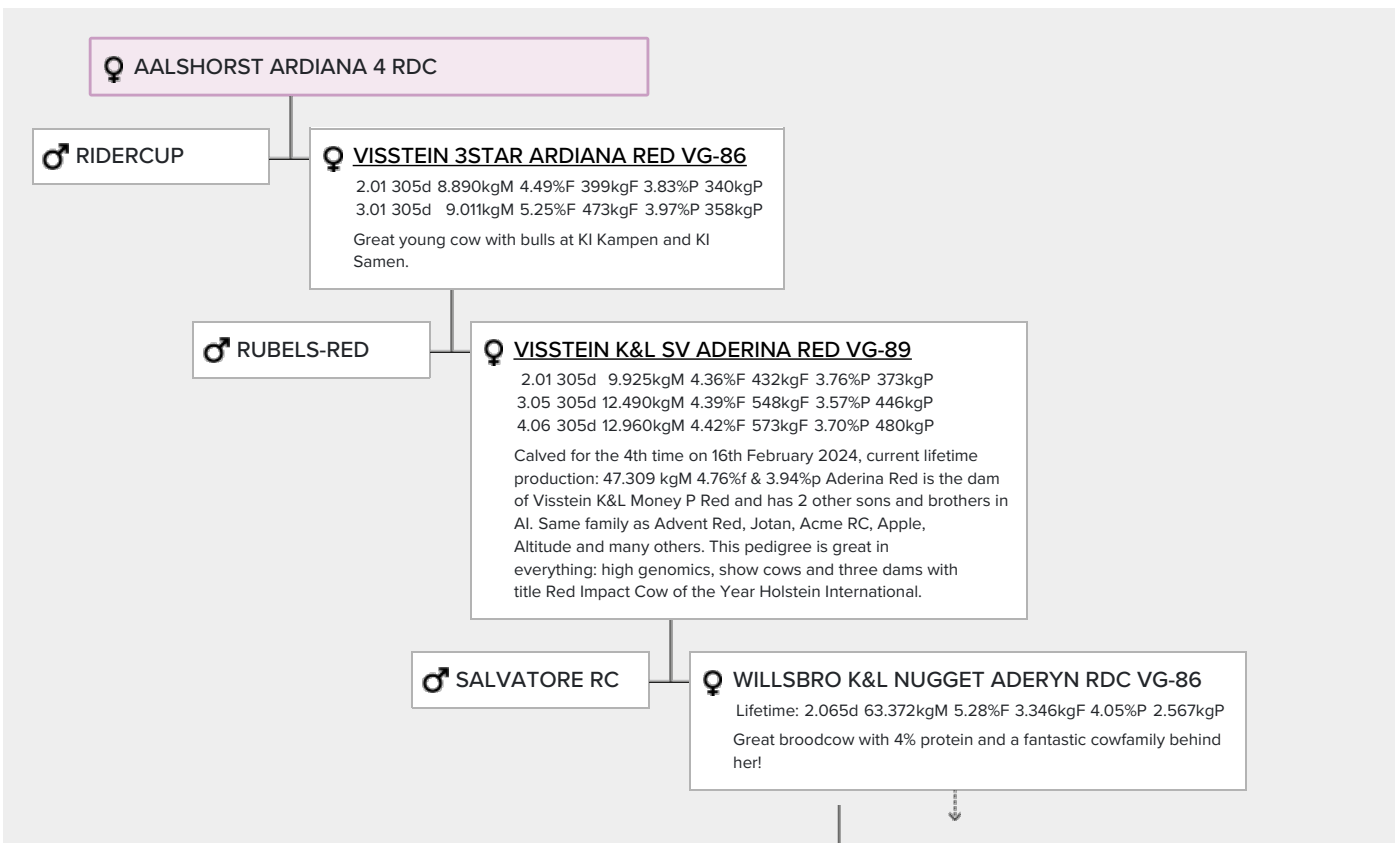 AALSHORST ARDIANA 4 RDC
RIDERCUP
VISSTEIN 3STAR ARDIANA RED VG-86
2.01 305d 8.890kgM 4.49%F 399kgF 3.83%P 340kgP
3.01 305d 9.011kgM 5.25%F 473kgF 3.97%P 358kgP
Great young cow with bulls at KI Kampen and KI
Samen.
RUBELS-RED
VISSTEIN K&L SV ADERINA RED VG-89
2.01 305d 9.925kgM 4.36%F 432kgF 3.76%P 373kgP
3.05 305d 12.490kgM 4.39%F 548kgF 3.57%P 446kgP
4.06 305d 12.960kgM 4.42%F 573kgF 3.70%P 480kgP
Calved for the 4th time on 16th February 2024, current lifetime
production: 47.309 kgM 4.76%f & 3.94%p Aderina Red is the dam
of Visstein K&L Money P Red and has 2 other sons and brothers in
AI. Same family as Advent Red, Jotan, Acme RC, Apple,
Altitude and many others. This pedigree is great in
everything: high genomics, show cows and three dams with
title Red Impact Cow of the Year Holstein International.
SALVATORE RC
WILLSBRO K&L NUGGET ADERYN RDC VG-86
Lifetime: 2.065d 63.372kgM 5.28%F 3.346kgF 4.05%P 2.567kgP
Great broodcow with 4% protein and a fantastic cowfamily behind
her!